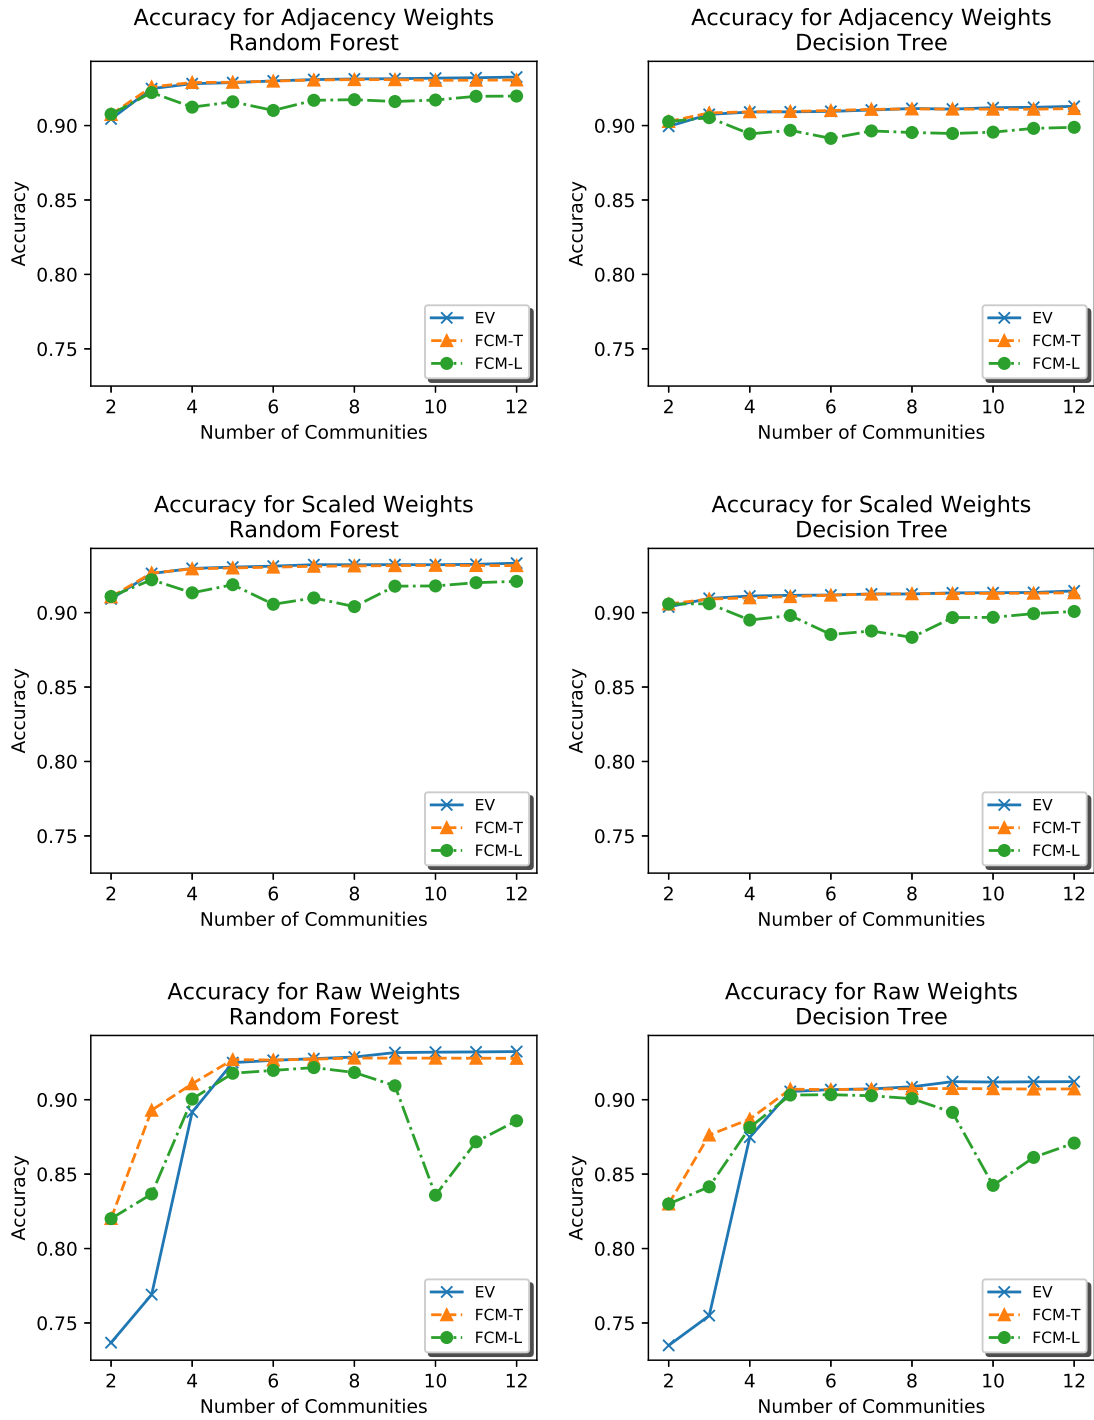 Accuracy for Adjacency Weights
Random Forest
Accuracy
0.90
0.85
0.80
0.75
EV
FCM-T
FCM-L
2 4 6 8 10 12
Number of Communities
Accuracy for Adjacency Weights
Decision Tree
Accuracy
0.90
0.85
0.80
0.75
EV
FCM-T
FCM-L
2 4 6 8 10 12
Number of Communities
Accuracy for Scaled Weights
Random Forest
Accuracy
0.90
0.85
0.80
0.75
EV
FCM-T
FCM-L
2 4 6 8 10 12
Number of Communities
Accuracy for Scaled Weights
Decision Tree
Accuracy
0.90
0.85
0.80
0.75
EV
FCM-T
FCM-L
2 4 6 8 10 12
Number of Communities
Accuracy for Raw Weights
Random Forest
Accuracy
0.90
0.85
0.80
0.75
EV
FCM-T
FCM-L
2 4 6 8 10 12
Number of Communities
Accuracy for Raw Weights
Decision Tree
Accuracy
0.90
0.85
0.80
0.75
EV
FCM-T
FCM-L
2 4 6 8 10 12
Number of Communities